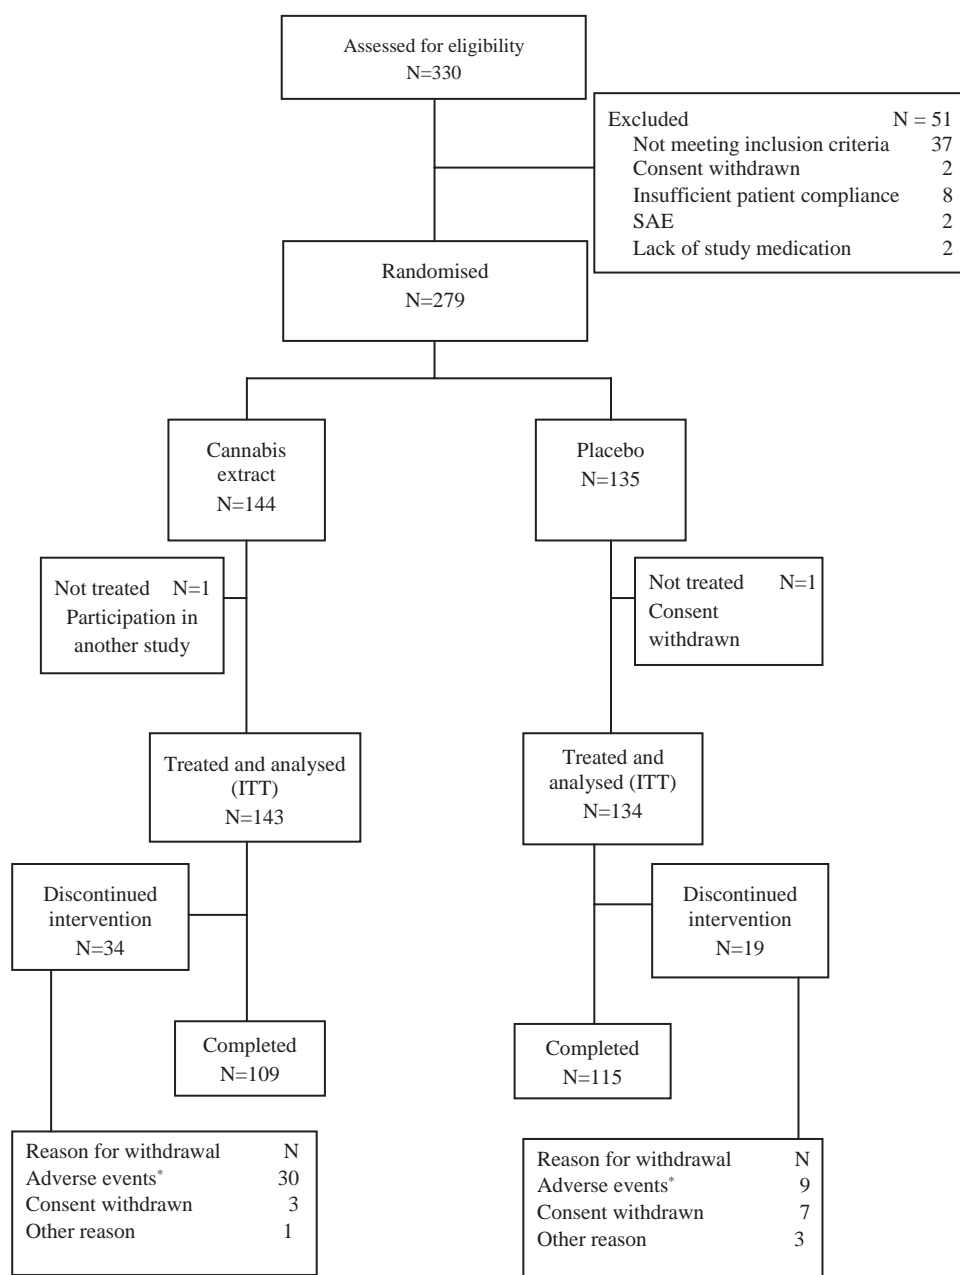 Assessed for eligibility
N=330
Excluded N = 51
Not meeting inclusion criteria 37
Consent withdrawn 2
Insufficient patient compliance 8
SAE 2
Lack of study medication 2
Randomised
N=279
Cannabis
extract
N=144
Placebo
N=135
Not treated N=1
Participation in
another study
Not treated N=1
Consent
withdrawn
Treated and analysed
(ITT)
N=143
Treated and
analysed (ITT)
N=134
Discontinued
intervention
N=34
Discontinued
intervention
N=19
Completed
N=109
Completed
N=115
Reason for withdrawal N
Adverse events* 30
Consent withdrawn 3
Other reason 1
Reason for withdrawal N
Adverse events* 9
Consent withdrawn 7
Other reason 3